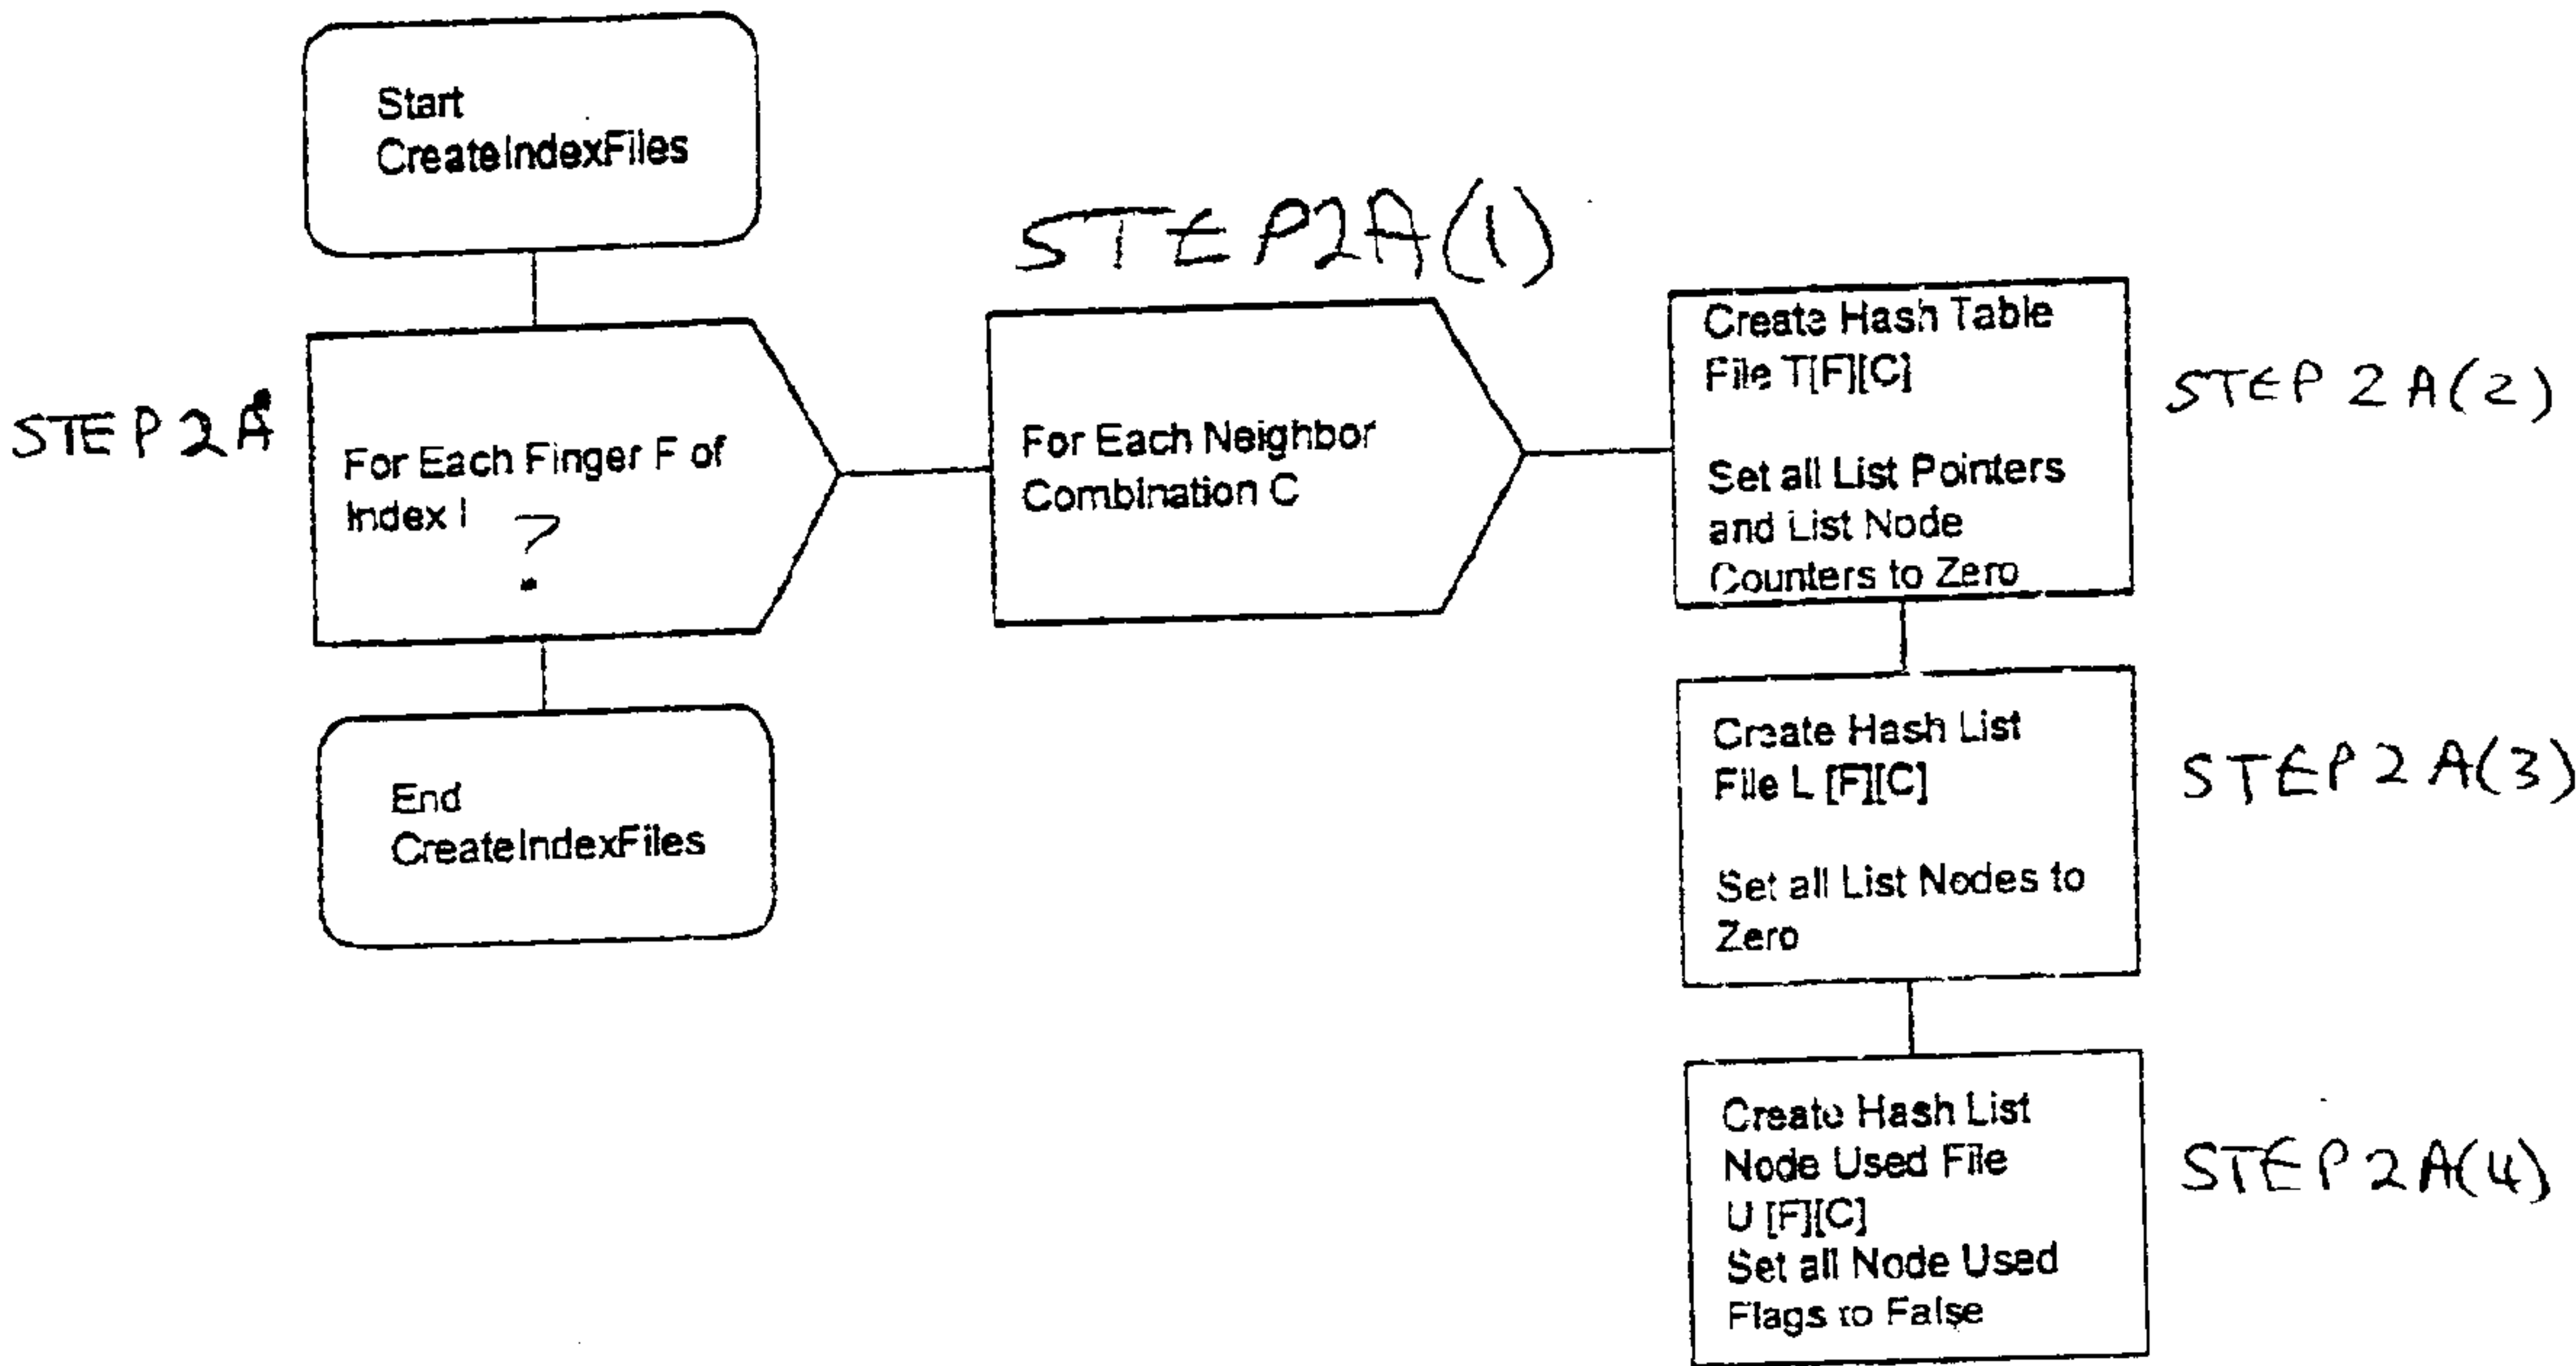 Start
CreateIndexFiles
STEP2A(1)
STEP 2A
For Each Finger F of
Index I
?
For Each Neighbor
Combination C
Create Hash Table
File T[F][C]
Set all List Pointers
and List Node
Counters to Zero
STEP 2A(2)
End
CreateIndexFiles
Create Hash List
File L [F][C]
Set all List Nodes to
Zero
STEP 2A(3)
Create Hash List
Node Used File
U [F][C]
Set all Node Used
Flags to False
STEP 2A(4)